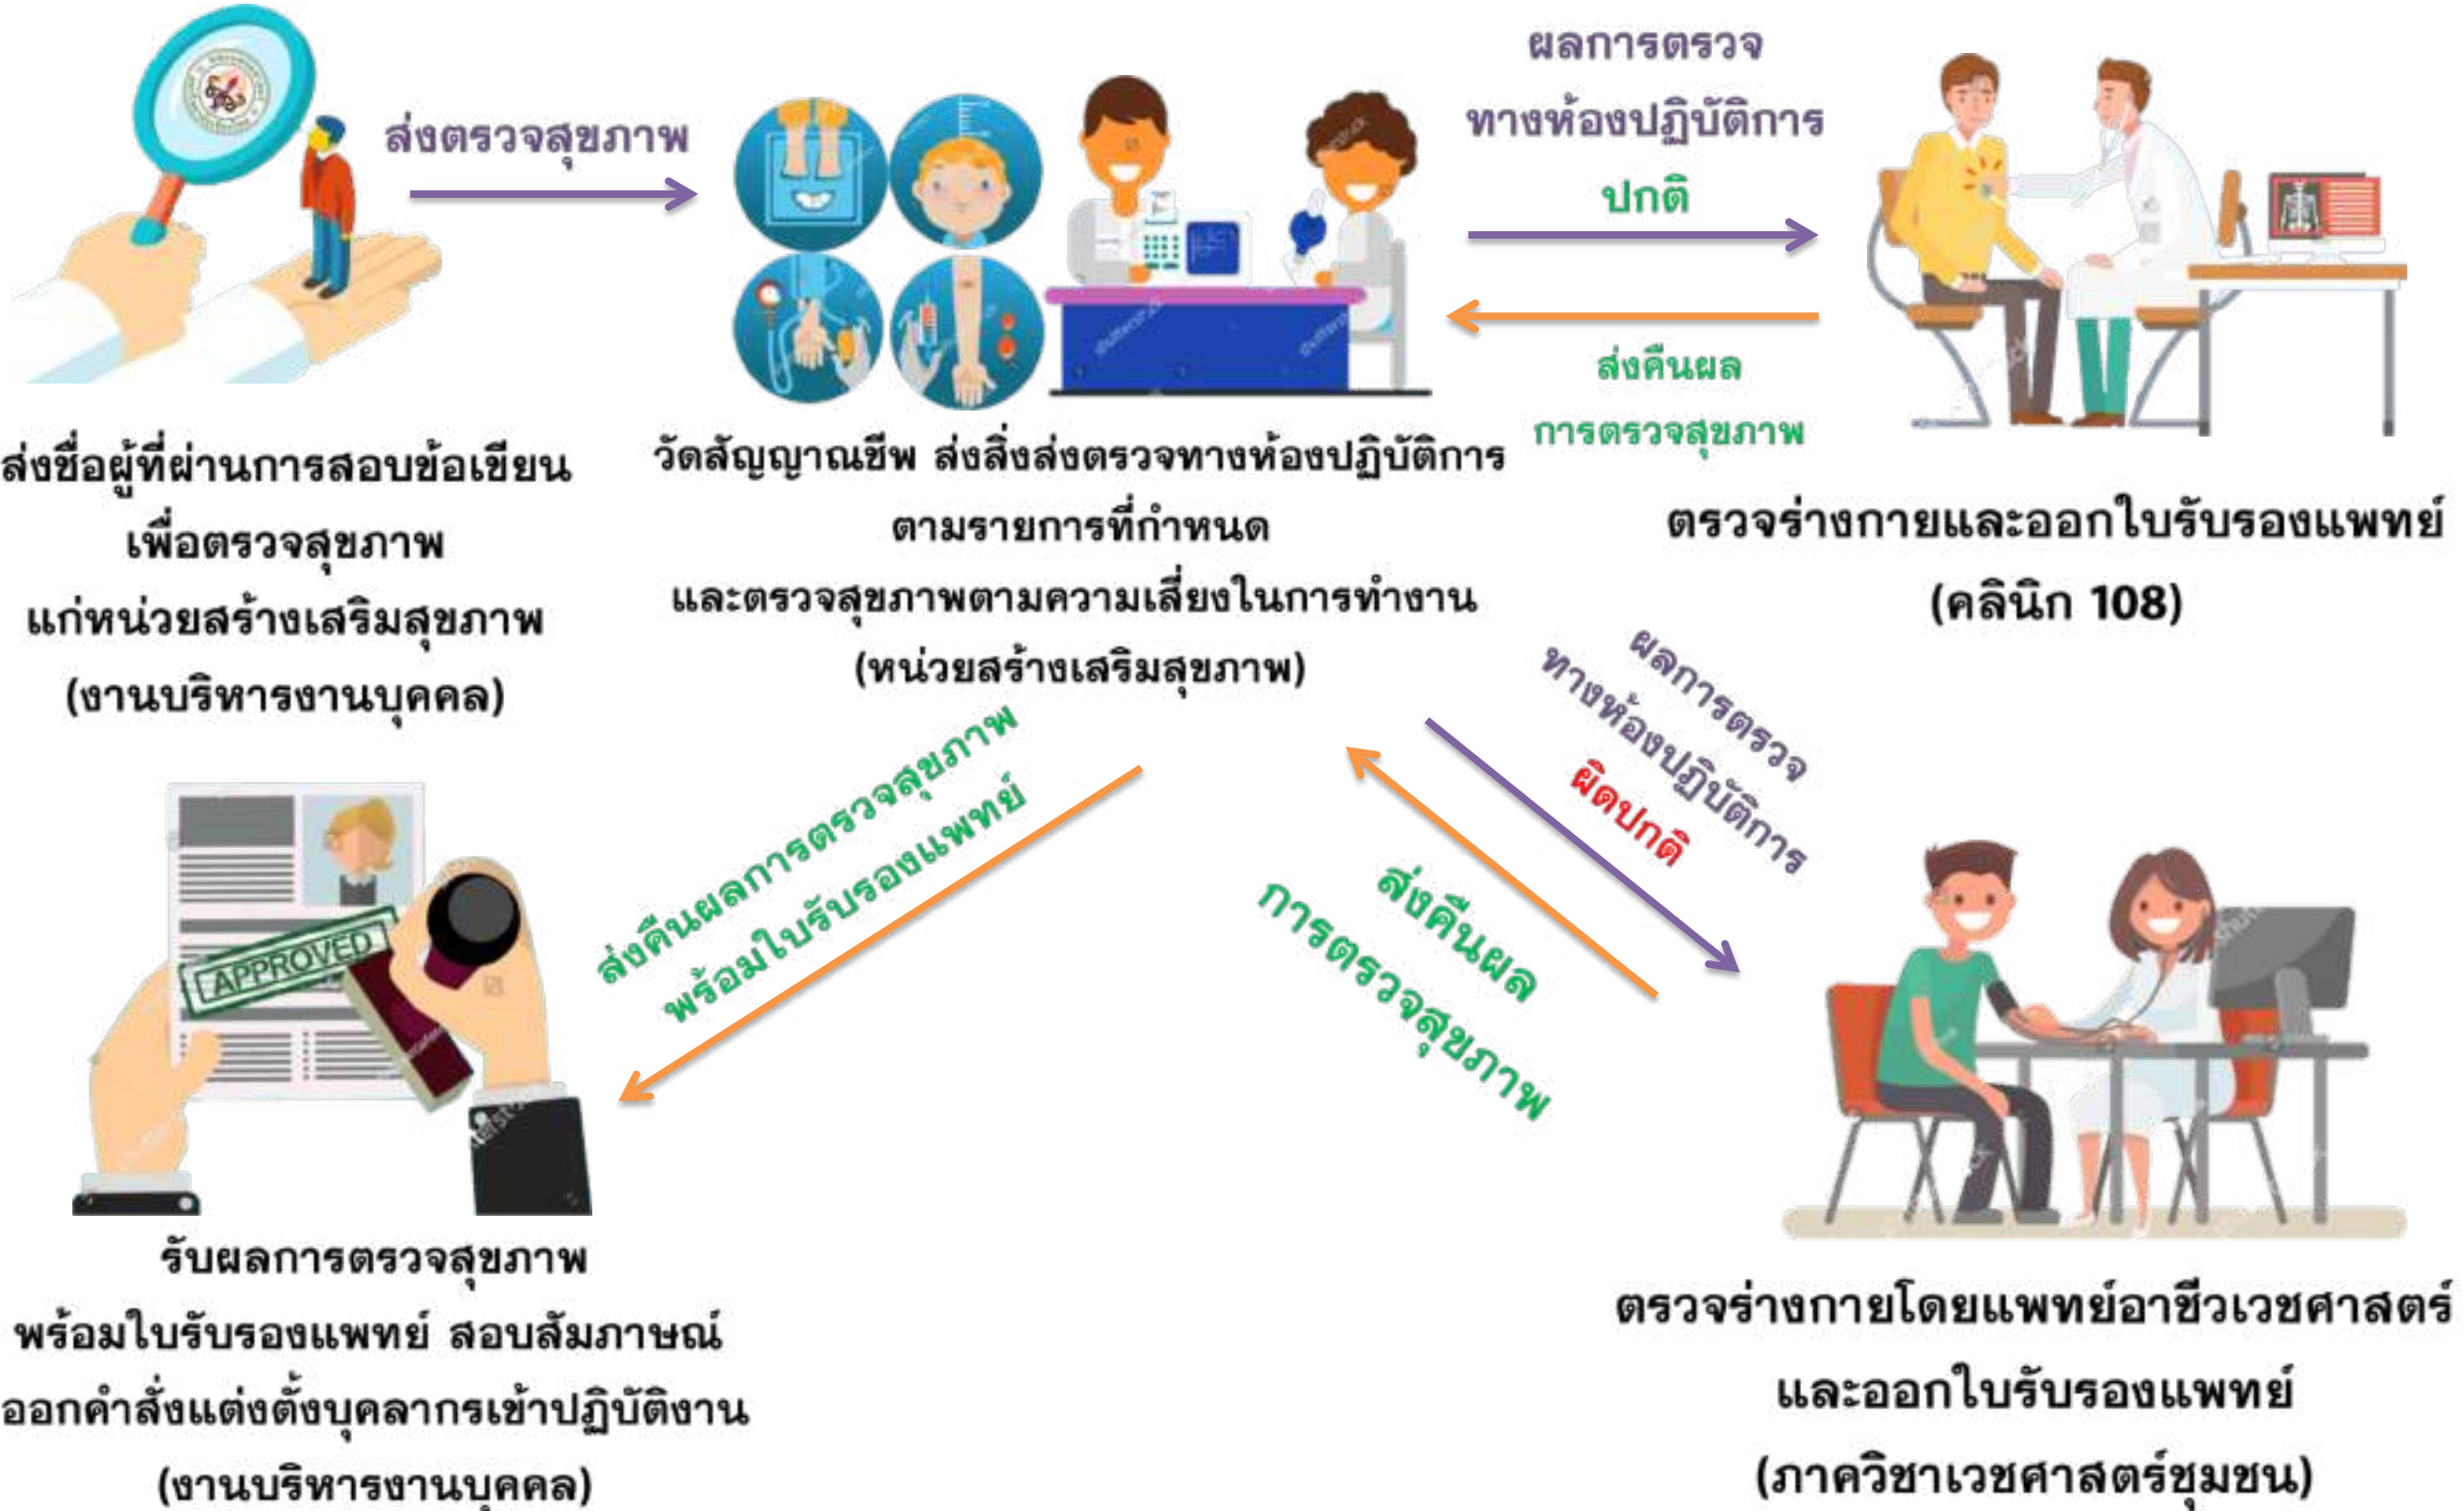 ส่งตรวจสุขภาพ
ผลการตรวจ
ทางห้องปฏิบัติการ
ปกติ
ส่งคืนผล
การตรวจสุขภาพ
ส่งชื่อผู้ที่ผ่านการสอบข้อเขียน
เพื่อตรวจสุขภาพ
แก่หน่วยสร้างเสริมสุขภาพ
(งานบริหารงานบุคคล)
วัดสัญญาณชีพ ส่งสิ่งส่งตรวจทางห้องปฏิบัติการ
ตามรายการที่กำหนด
และตรวจสุขภาพตามความเสี่ยงในการทำงาน
(หน่วยสร้างเสริมสุขภาพ)
ตรวจร่างกายและออกใบรับรองแพทย์
(คลินิก 108)
ผลการตรวจ
ทางห้องปฏิบัติการ
ผิดปกติ
ส่งคืนผล
การตรวจสุขภาพ
ส่งคืนผลการตรวจสุขภาพ
พร้อมใบรับรองแพทย์
APPROVED
รับผลการตรวจสุขภาพ
พร้อมใบรับรองแพทย์ สอบสัมภาษณ์
ออกคำสั่งแต่งตั้งบุคลากรเข้าปฏิบัติงาน
(งานบริหารงานบุคคล)
ตรวจร่างกายโดยแพทย์อาชีวเวชศาสตร์
และออกใบรับรองแพทย์
(ภาควิชาเวชศาสตร์ชุมชน)